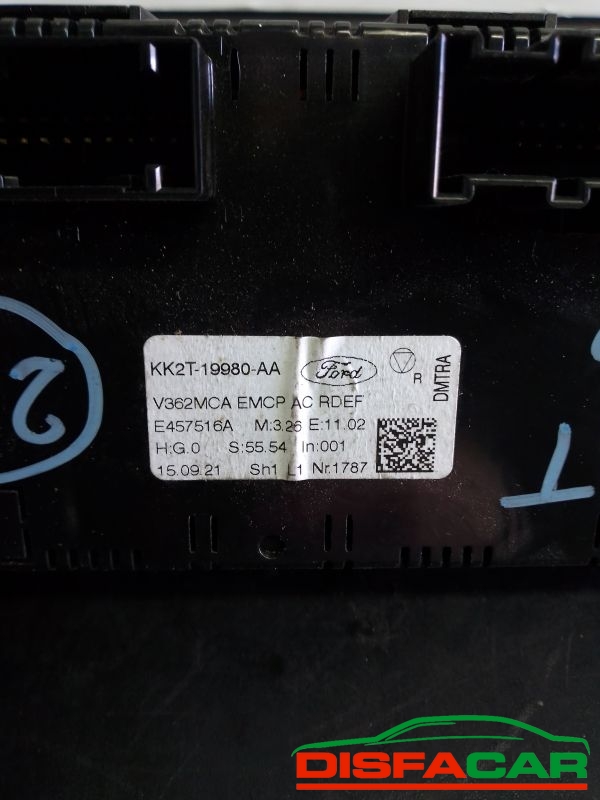 KK2T-19980-AA Ford R
DMTRA
V362MCA EMCP AC RDEF
E457516A M:3.26 E:11.02
H:G.0 S:55.54 In:001
15.09.21 Sh1 L1 Nr.1787
2
T
DISFACAR